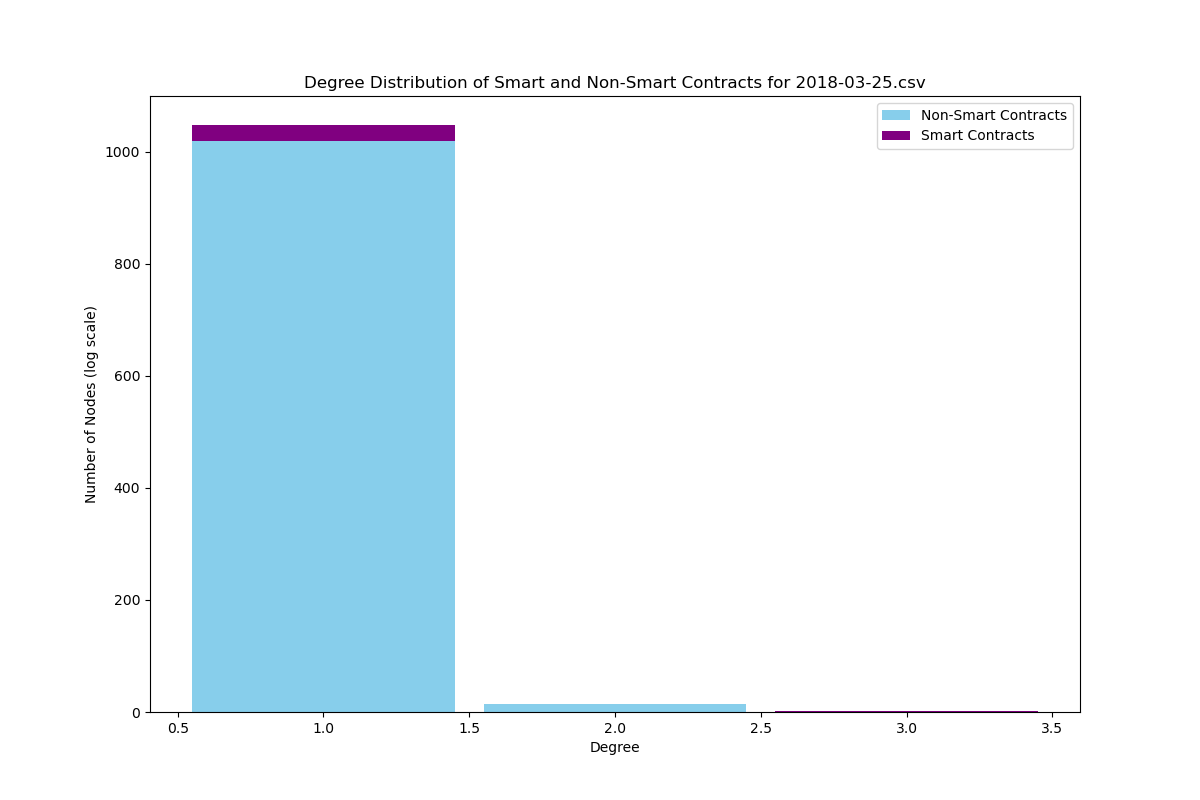 Degree Distribution of Smart and Non-Smart Contracts for 2018-03-25.csv
Non-Smart Contracts
Smart Contracts
Number of Nodes (log scale)
1000
800
600
400
200
0
0.5 1.0 1.5 2.0 2.5 3.0 3.5
Degree